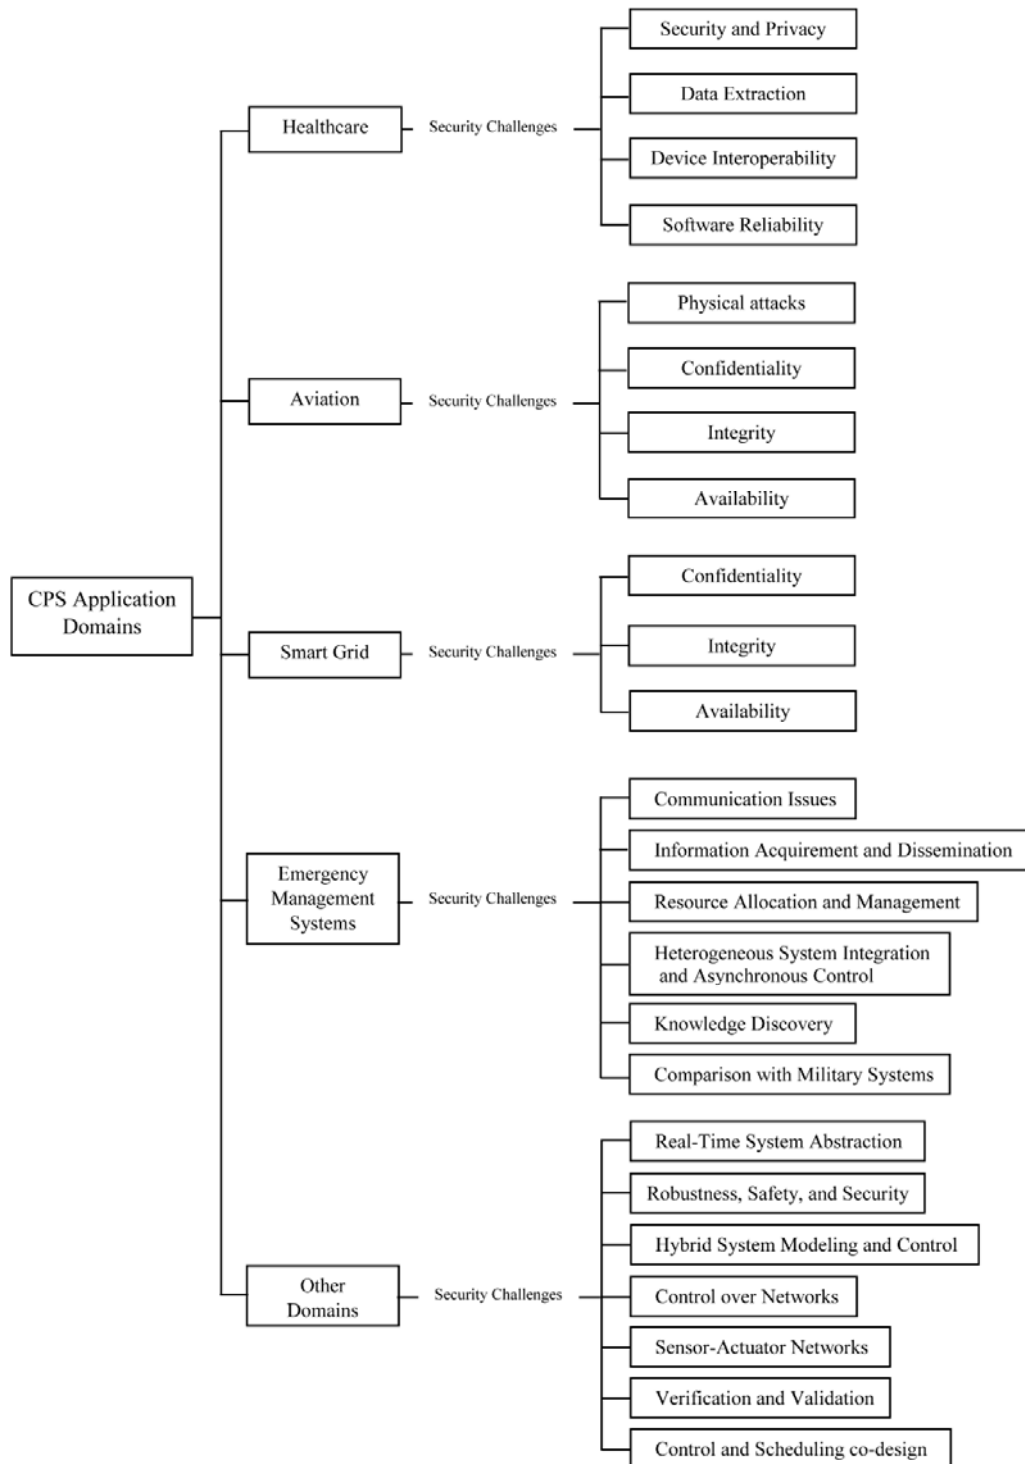 Security and Privacy
Data Extraction
Healthcare
Security Challenges
Device Interoperability
Software Reliability
Physical attacks
Confidentiality
Aviation
Security Challenges
Integrity
Availability
CPS Application
Domains
Confidentiality
Smart Grid
Security Challenges
Integrity
Availability
Communication Issues
Information Acquirement and Dissemination
Emergency
Management
Systems
Security Challenges
Resource Allocation and Management
Heterogeneous System Integration
and Asynchronous Control
Knowledge Discovery
Comparison with Military Systems
Real-Time System Abstraction
Robustness, Safety, and Security
Hybrid System Modeling and Control
Other
Domains
Security Challenges
Control over Networks
Sensor-Actuator Networks
Verification and Validation
Control and Scheduling co-design